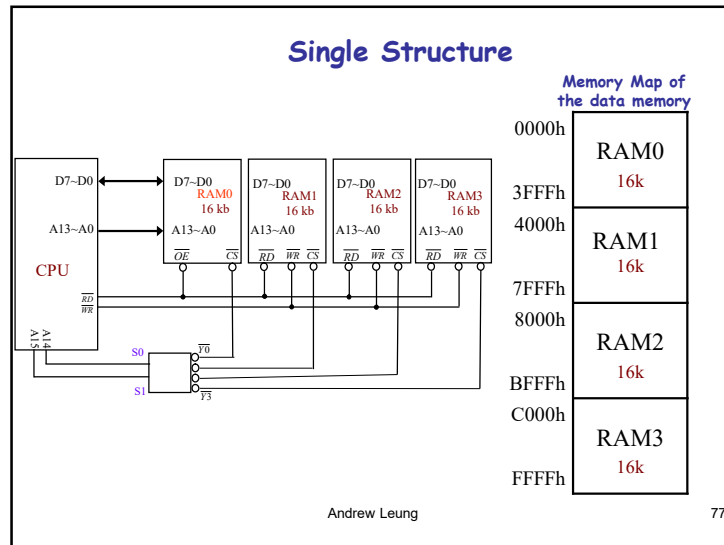 Single Structure
Memory Map of
the data memory
0000h
RAM0
16k
3FFFh
4000h
RAM1
16k
7FFFh
8000h
RAM2
16k
BFFFh
C000h
RAM3
16k
FFFFh
D7~D0
A13~A0
CPU
RD
WR
A15
A14
D7~D0
RAM0
16 kb
A13~A0
OE
CS
D7~D0
RAM1
16 kb
A13~A0
RD
WR
CS
D7~D0
RAM2
16 kb
A13~A0
RD
WR
CS
D7~D0
RAM3
16 kb
A13~A0
RD
WR
CS
S0
S1
Y0
Y3
Andrew Leung
77